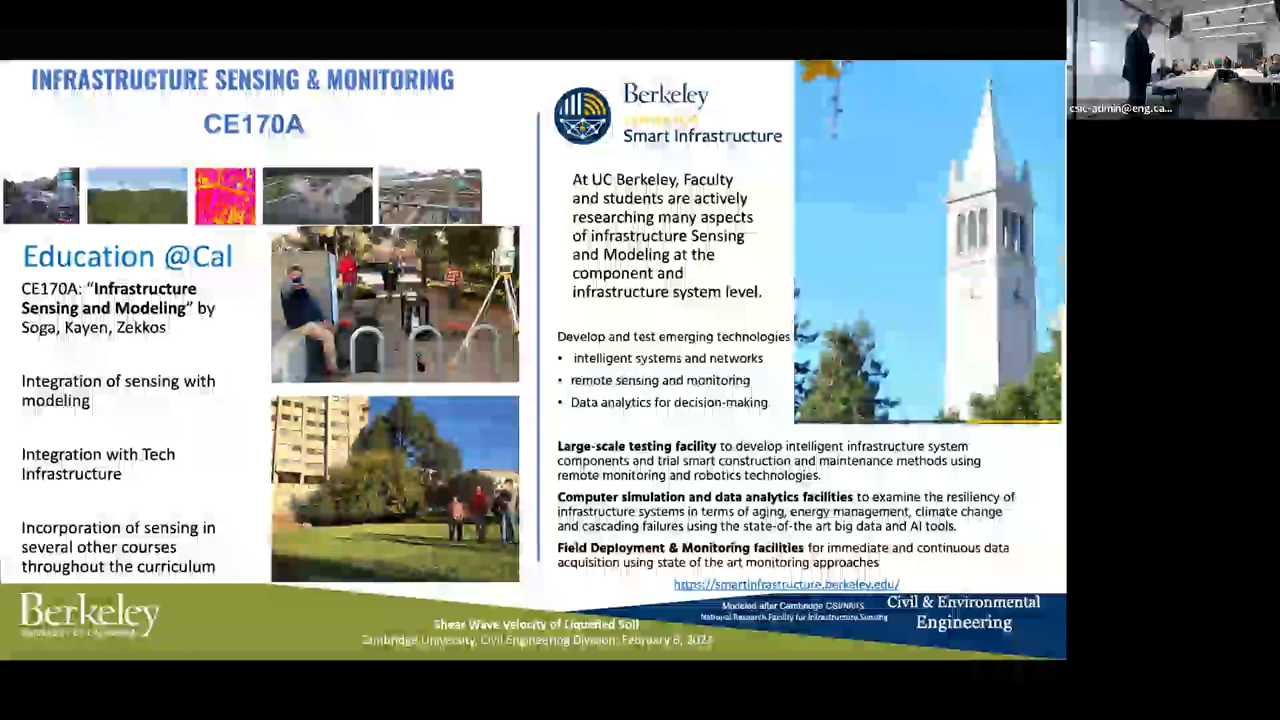 INFRASTRUCTURE SENSING & MONITORING
CE170A
Education @Cal
CE170A: “Infrastructure
Sensing and Modeling” by
Soga, Kayen, Zekkos
Integration of sensing with
modeling
Integration with Tech
Infrastructure
Incorporation of sensing in
several other courses
throughout the curriculum
Berkeley
Smart Infrastructure
At UC Berkeley, Faculty
and students are actively
researching many aspects
of infrastructure Sensing
and Modeling at the
component and
infrastructure system level.
Develop and test emerging technologies
• intelligent systems and networks
• remote sensing and monitoring
• Data analytics for decision-making.
Large-scale testing facility to develop intelligent infrastructure system
components and trial smart construction and maintenance methods using
remote monitoring and robotics technologies.
Computer simulation and data analytics facilities to examine the resiliency of
infrastructure systems in terms of aging, energy management, climate change
and cascading failures using the state-of-the art big data and AI tools.
Field Deployment & Monitoring facilities for immediate and continuous data
acquisition using state of the art monitoring approaches
https://smartinfrastructure.berkeley.edu/
Berkeley
UNIVERSITY OF CALIFORNIA
Shear Wave Velocity of Liquefied Soil
Cambridge University, Civil Engineering Division; February 6,
Modeled after Cambridge
National Research Facility for Infrastructure Sensing
Civil & Environmental
Engineering
csic-admin@eng.ca...